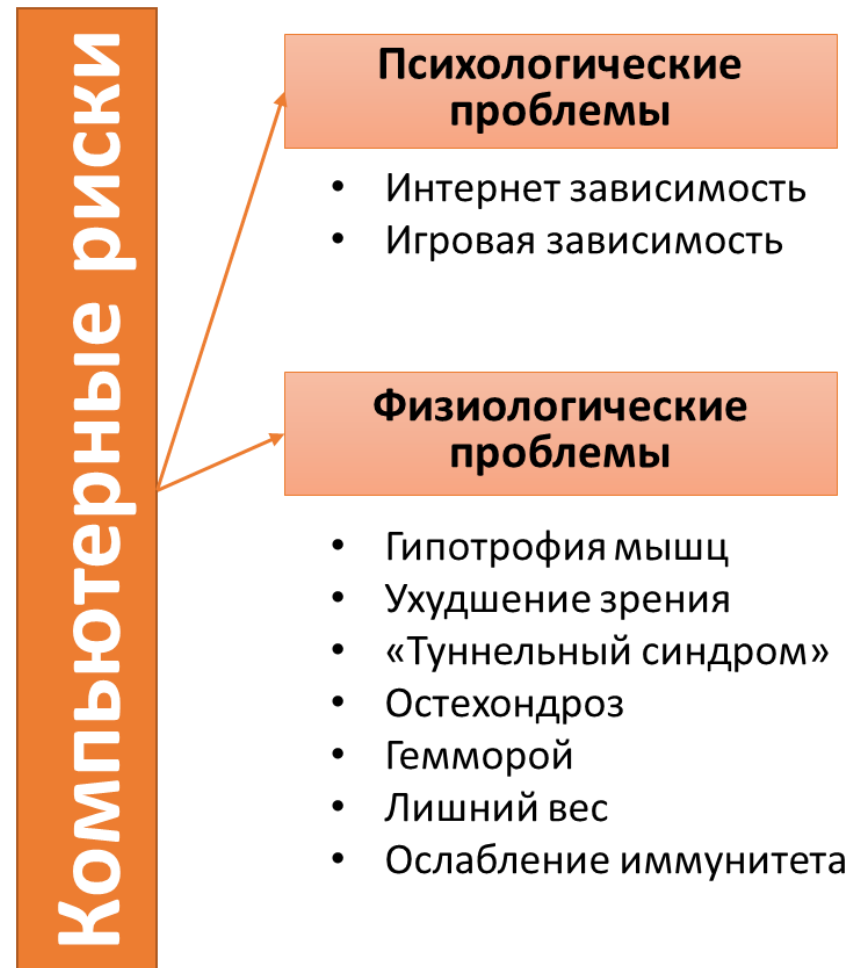 Компьютерные риски
Психологические
проблемы
• Интернет зависимость
• Игровая зависимость
Физиологические
проблемы
• Гипотрофия мышц
• Ухудшение зрения
• «Туннельный синдром»
• Остехондроз
• Гемморой
• Лишний вес
• Ослабление иммунитета